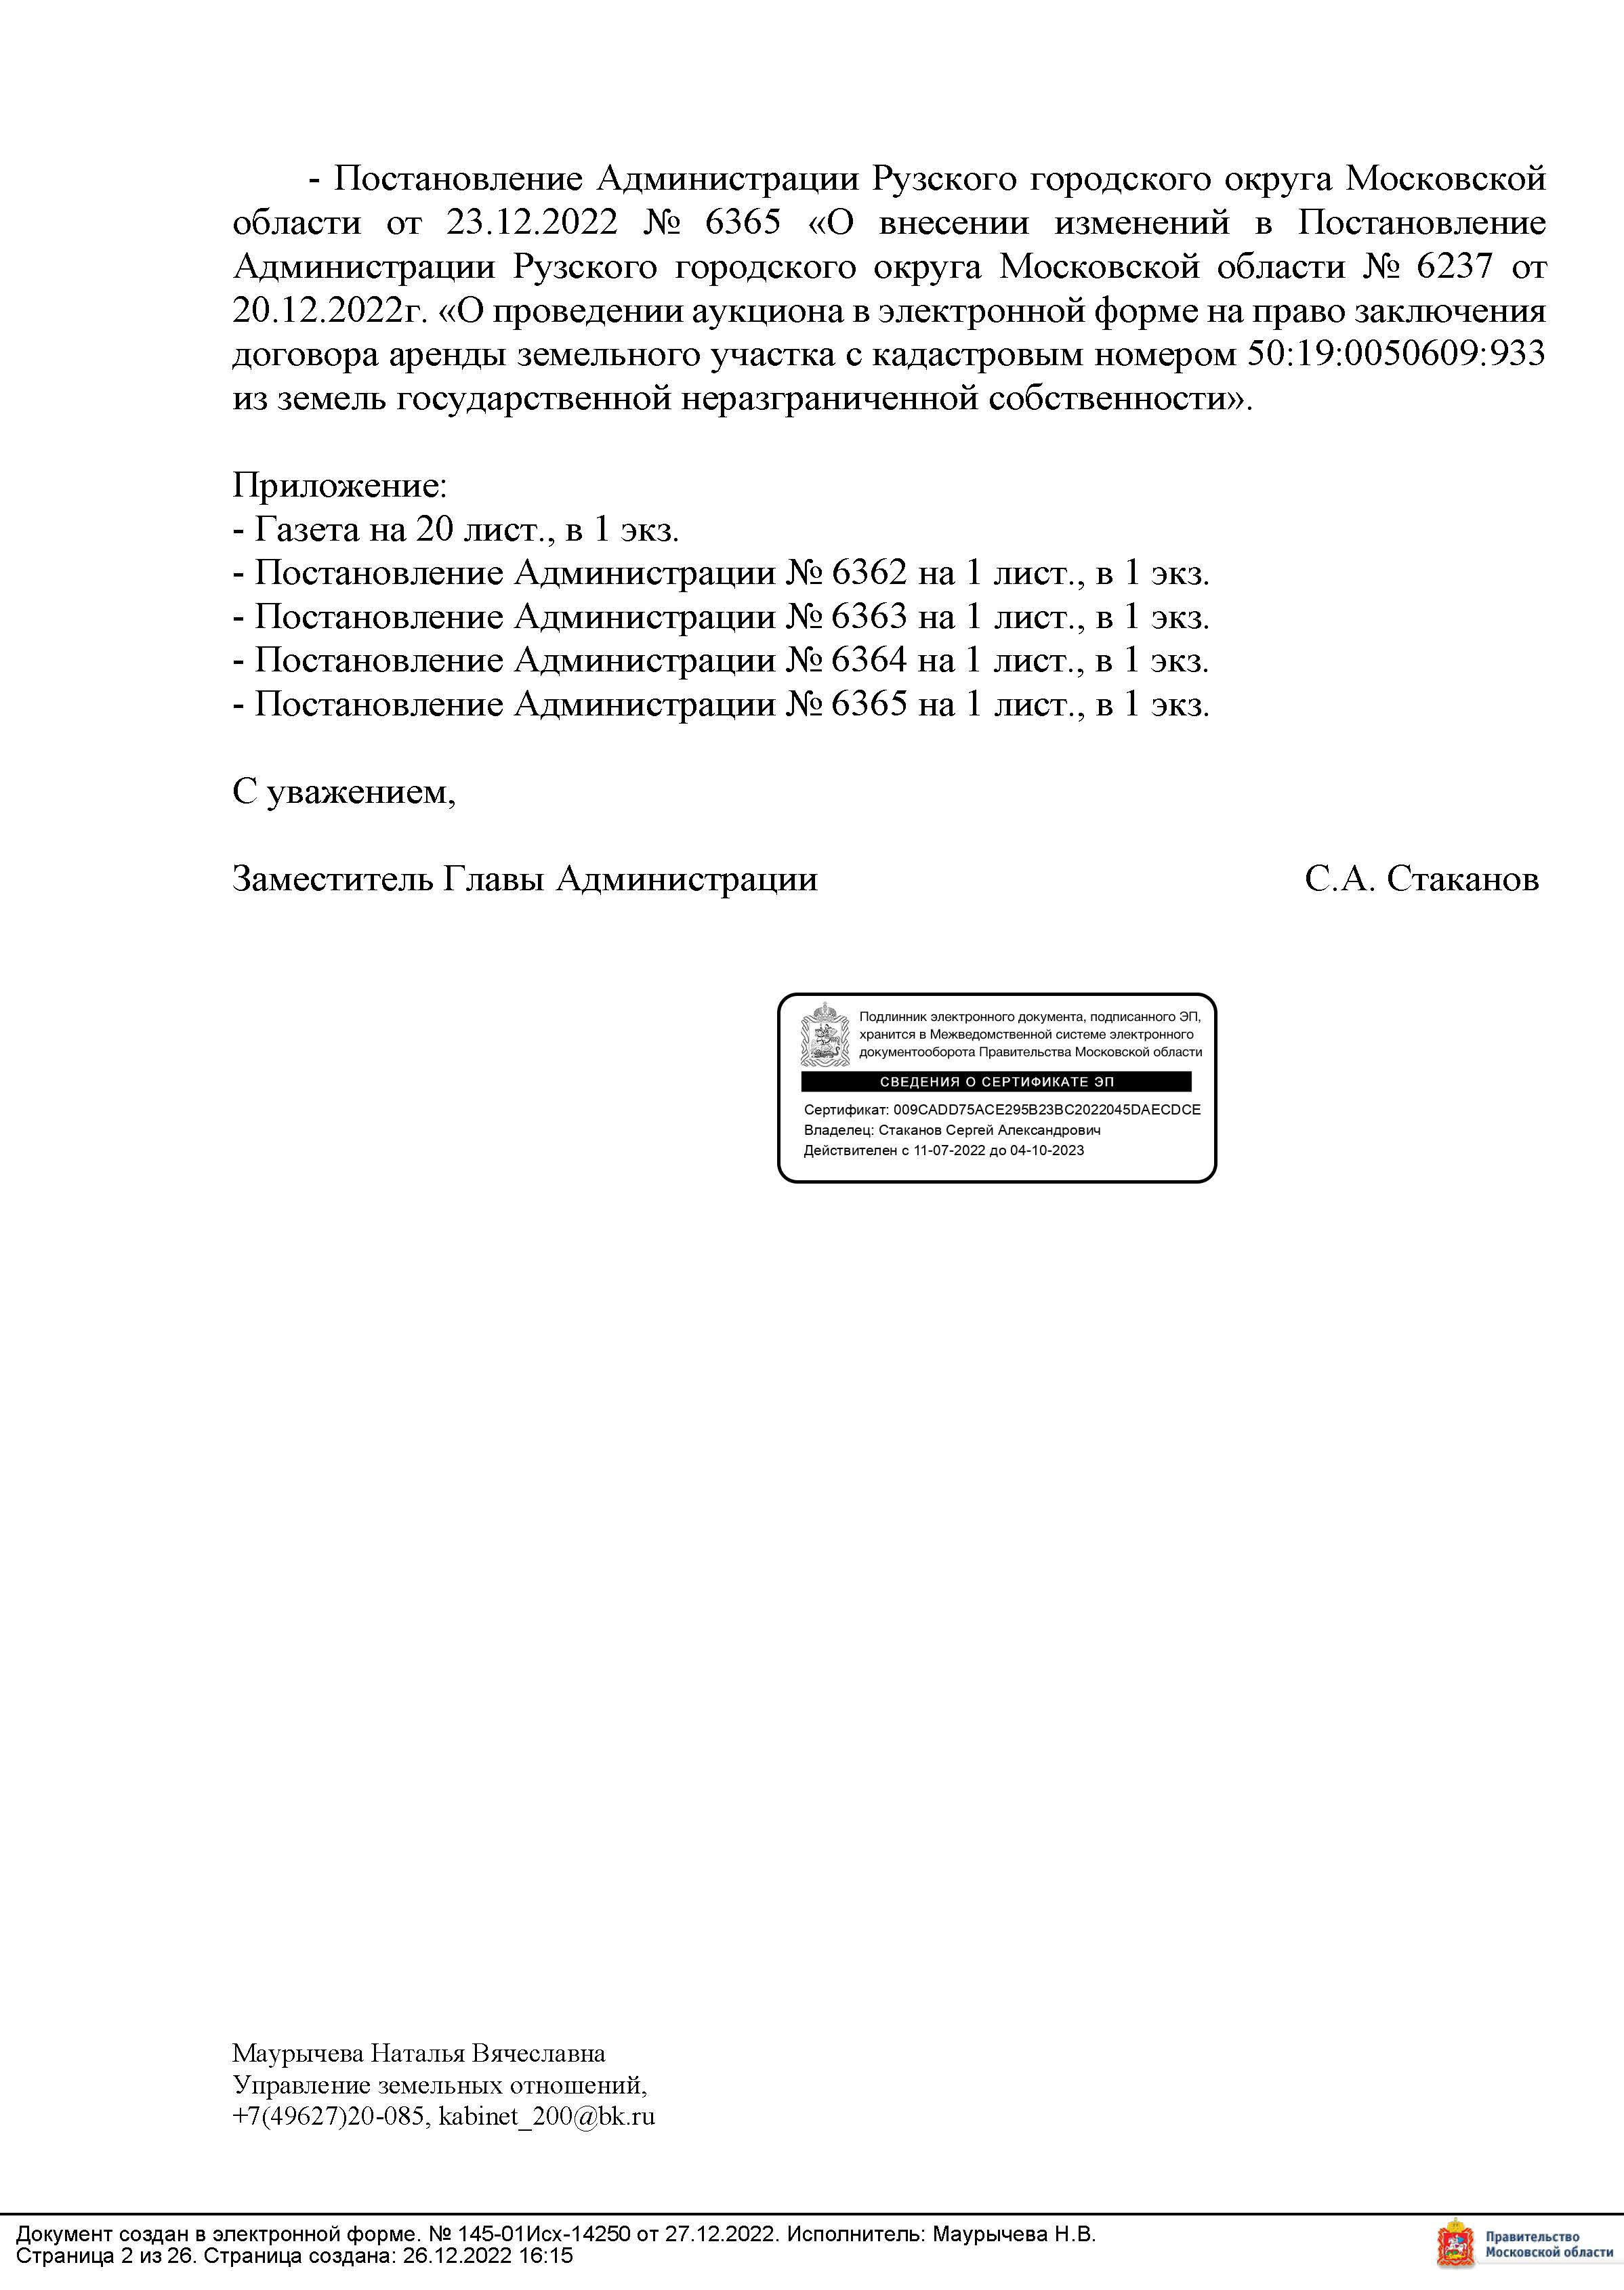 - Постановление Администрации Рузского городского округа Московской
области от 23.12.2022 № 6365 «О внесении изменений в Постановление
Администрации Рузского городского округа Московской области № 6237 от
20.12.2022г. «О проведении аукциона в электронной форме на право заключения
договора аренды земельного участка с кадастровым номером 50:19:0050609:933
из земель государственной неразграниченной собственности».
Приложение:
- Газета на 20 лист., в 1 экз.
- Постановление Администрации № 6362 на 1 лист., в 1 экз.
- Постановление Администрации № 6363 на 1 лист., в 1 экз.
- Постановление Администрации № 6364 на 1 лист., в 1 экз.
- Постановление Администрации № 6365 на 1 лист., в 1 экз.
С уважением,
Заместитель Главы Администрации С.А. Стаканов
Подлинник электронного документа, подписанного ЭП,
хранится в Межведомственной системе электронного
документооборота Правительства Московской области
СВЕДЕНИЯ О СЕРТИФИКАТЕ ЭП
Сертификат: 009CADD75ACE295B23BC2022045DAECDCE
Владелец: Стаканов Сергей Александрович
Действителен с 11-07-2022 до 04-10-2023
Маурычева Наталья Вячеславна
Управление земельных отношений,
+7(49627)20-085, kabinet_200@bk.ru
Документ создан в электронной форме. № 145-01Исх-14250 от 27.12.2022. Исполнитель: Маурычева Н.В.
Страница 2 из 26. Страница создана: 26.12.2022 16:15
Правительство
Московской области